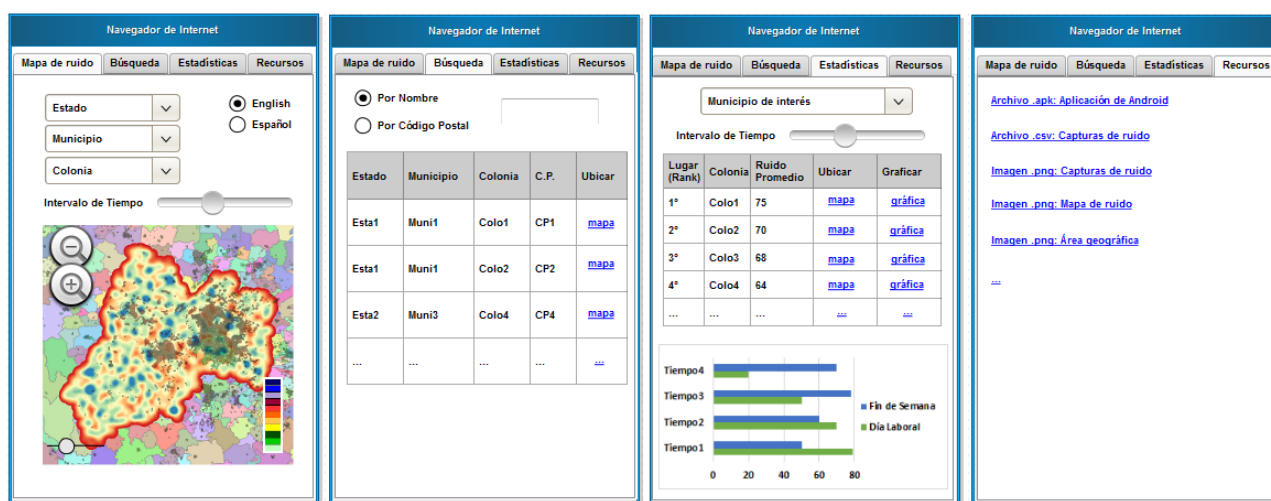 Navegador de Internet
Mapa de ruido Búsqueda Estadísticas Recursos
Estado
Municipio
Colonia
English
Español
Intervalo de Tiempo
Navegador de Internet
Mapa de ruido Búsqueda Estadísticas Recursos
Por Nombre
Por Código Postal
Estado Municipio Colonia C.P. Ubicar
Esta1 Muni1 Colo1 CP1 mapa
Esta1 Muni1 Colo2 CP2 mapa
Esta2 Muni3 Colo4 CP4 mapa
... ... ... ... ...
Navegador de Internet
Mapa de ruido Búsqueda Estadísticas Recursos
Municipio de interés
Intervalo de Tiempo
Lugar (Rank) Colonia Ruido Promedio Ubicar Graficar
1° Colo1 75 mapa gráfica
2° Colo2 70 mapa gráfica
3° Colo3 68 mapa gráfica
4° Colo4 64 mapa gráfica
... ... ... ... ...
Tiempo4
Tiempo3
Tiempo2
Tiempo1
0 20 40 60 80
Fin de Semana
Día Laboral
Navegador de Internet
Mapa de ruido Búsqueda Estadísticas Recursos
Archivo .apk: Aplicación de Android
Archivo .csv: Capturas de ruido
Imagen .png: Capturas de ruido
Imagen .png: Mapa de ruido
Imagen .png: Área geográfica
...